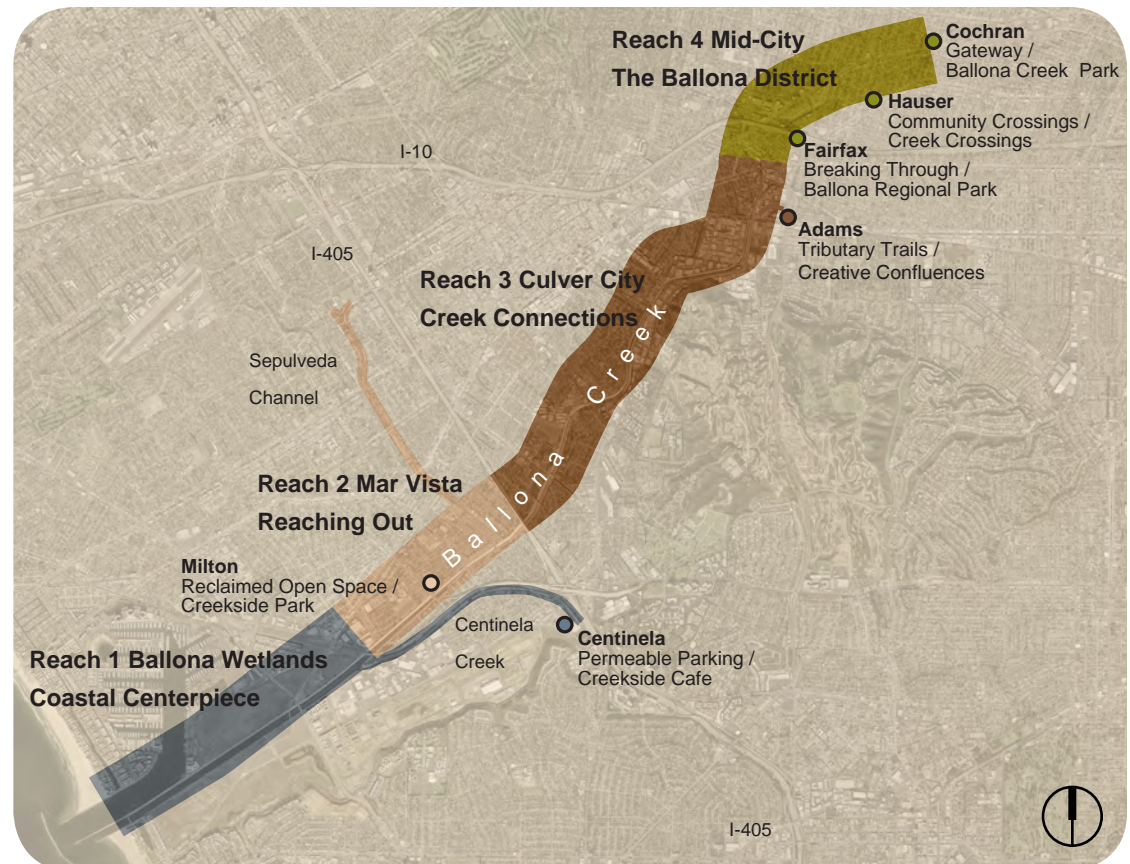 Reach 4 Mid-City
The Ballona District
Cochran
Gateway /
Ballona Creek Park
Hauser
Community Crossings /
Creek Crossings
Fairfax
Breaking Through /
Ballona Regional Park
I-10
Adams
Tributary Trails /
Creative Confluences
I-405
Reach 3 Culver City
Creek Connections
Sepulveda
Channel
Ballona Creek
Reach 2 Mar Vista
Reaching Out
Milton
Reclaimed Open Space /
Creekside Park
Centinela
Creek
Centinela
Permeable Parking /
Creekside Cafe
Reach 1 Ballona Wetlands
Coastal Centerpiece
I-405